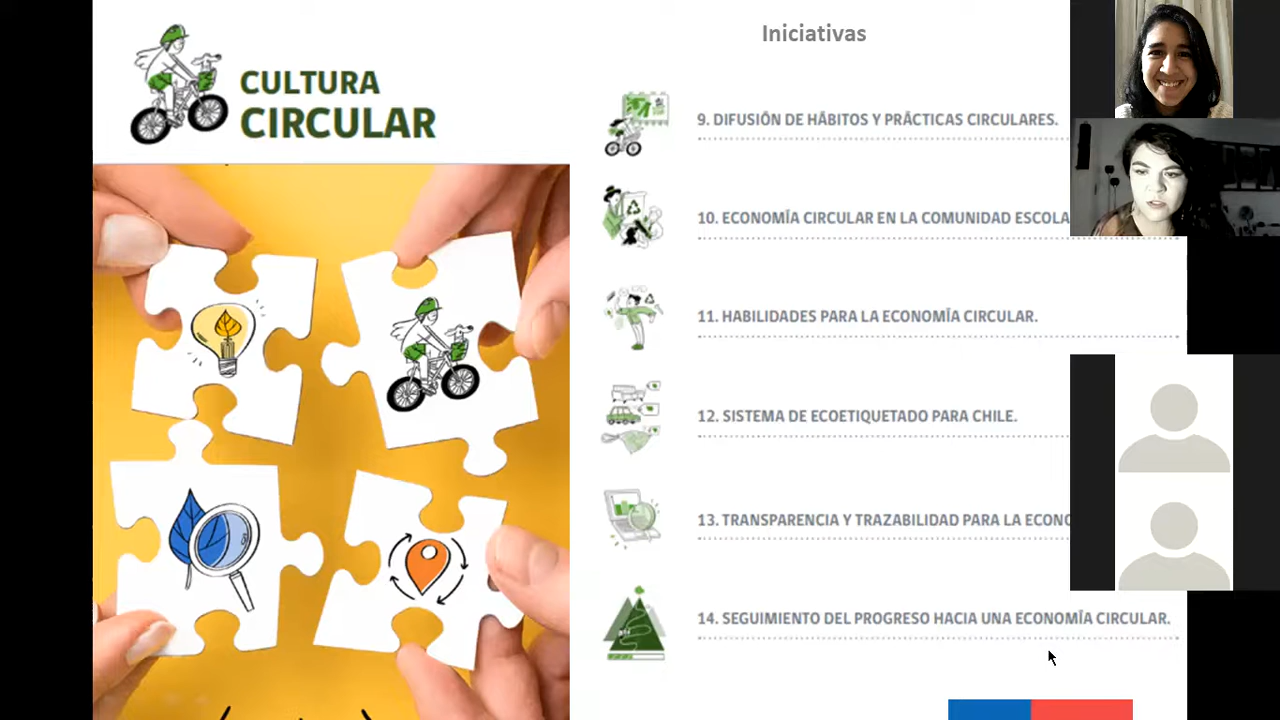 CULTURA
CIRCULAR
Iniciativas
9. DIFUSIÓN DE HÁBITOS Y PRÁCTICAS CIRCULARES.
10. ECONOMÍA CIRCULAR EN LA COMUNIDAD ESCOLA
11. HABILIDADES PARA LA ECONOMÍA CIRCULAR.
12. SISTEMA DE ECOETIQUETADO PARA CHILE.
13. TRANSPARENCIA Y TRAZABILIDAD PARA LA ECONO
14. SEGUIMIENTO DEL PROGRESO HACIA UNA ECONOMÍA CIRCULAR.